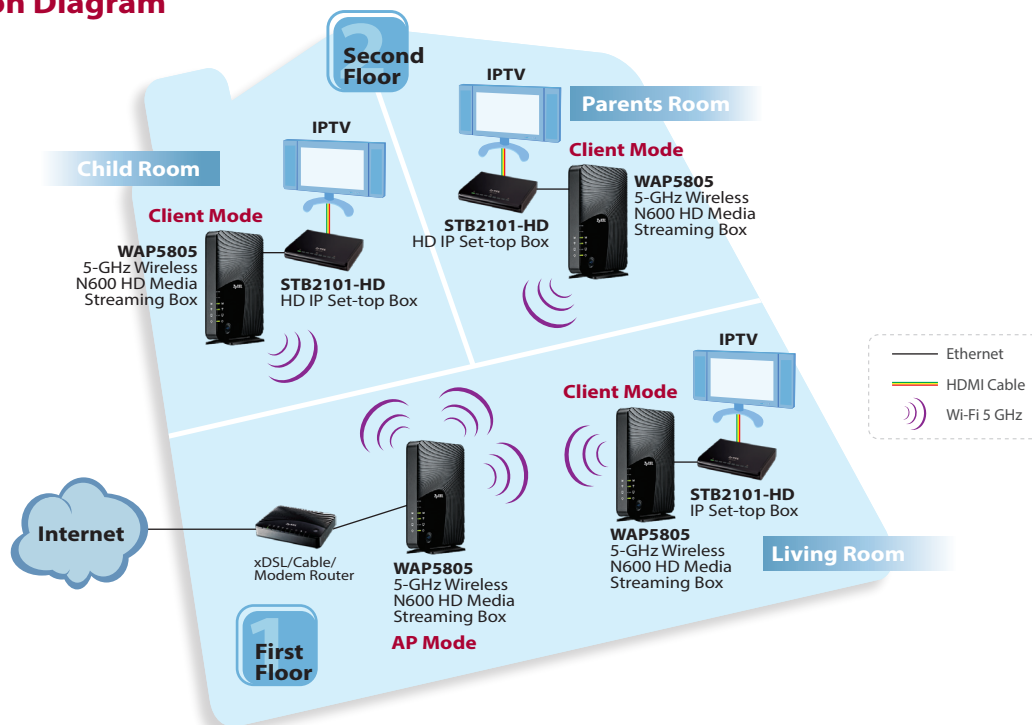 on Diagram
2
Second
Floor
IPTV
Parents Room
Client Mode
WAP5805
5-GHz Wireless
N600 HD Media
Streaming Box
STB2101-HD
HD IP Set-top Box
IPTV
Child Room
Client Mode
WAP5805
5-GHz Wireless
N600 HD Media
Streaming Box
STB2101-HD
HD IP Set-top Box
IPTV
Client Mode
STB2101-HD
IP Set-top Box
WAP5805
5-GHz Wireless
N600 HD Media
Streaming Box
Living Room
Ethernet
HDMI Cable
Wi-Fi 5 GHz
Internet
xDSL/Cable/
Modem Router
WAP5805
5-GHz Wireless
N600 HD Media
Streaming Box
AP Mode
1
First
Floor